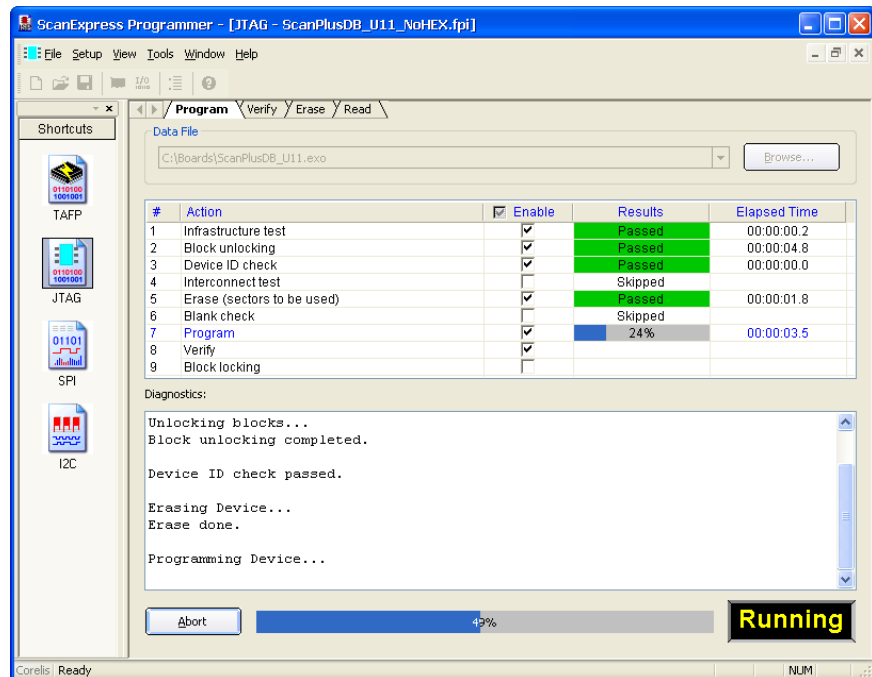 ScanExpress Programmer - [JTAG - ScanPlusDB_U11_NoHEX.fpi]
File Setup View Tools Window Help
I/O
Shortcuts
0110100
1001001
TAFP
0110100
1001001
JTAG
01101
SPI
I2C
Program Verify Erase Read
Data File
C:\Boards\ScanPlusDB_U11.exo
Browse...
# Action Enable Results Elapsed Time
1 Infrastructure test Passed 00:00:00.2
2 Block unlocking Passed 00:00:04.8
3 Device ID check Passed 00:00:00.0
4 Interconnect test Skipped
5 Erase (sectors to be used) Passed 00:00:01.8
6 Blank check Skipped
7 Program 24% 00:00:03.5
8 Verify
9 Block locking
Diagnostics:
Unlocking blocks...
Block unlocking completed.
Device ID check passed.
Erasing Device...
Erase done.
Programming Device...
Abort 49% Running
Corelis Ready NUM